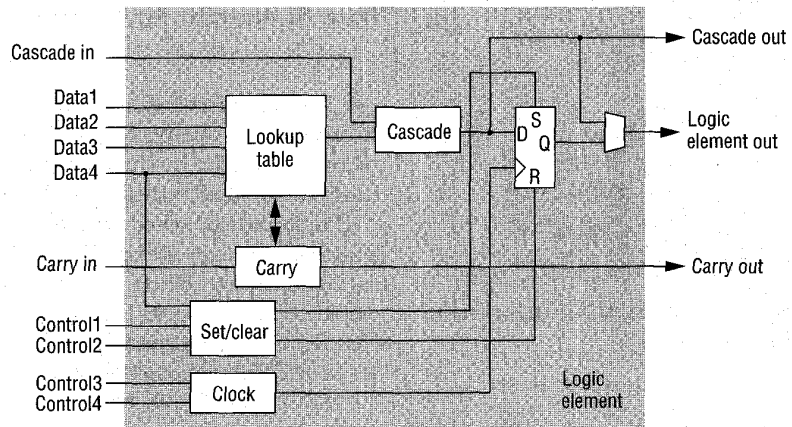 Cascade in
Cascade out
Data1
Data2
Data3
Data4
Lookup
table
Cascade
S
D
Q
R
Logic
element out
Carry in
Carry
Carry out
Control1
Control2
Set/clear
Control3
Control4
Clock
Logic
element